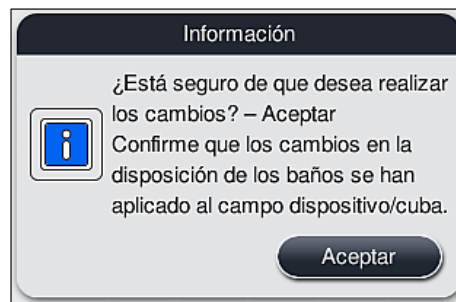 Información
¿Está seguro de que desea realizar
los cambios? – Aceptar
Confirme que los cambios en la
disposición de los baños se han
aplicado al campo dispositivo/cuba.
Aceptar